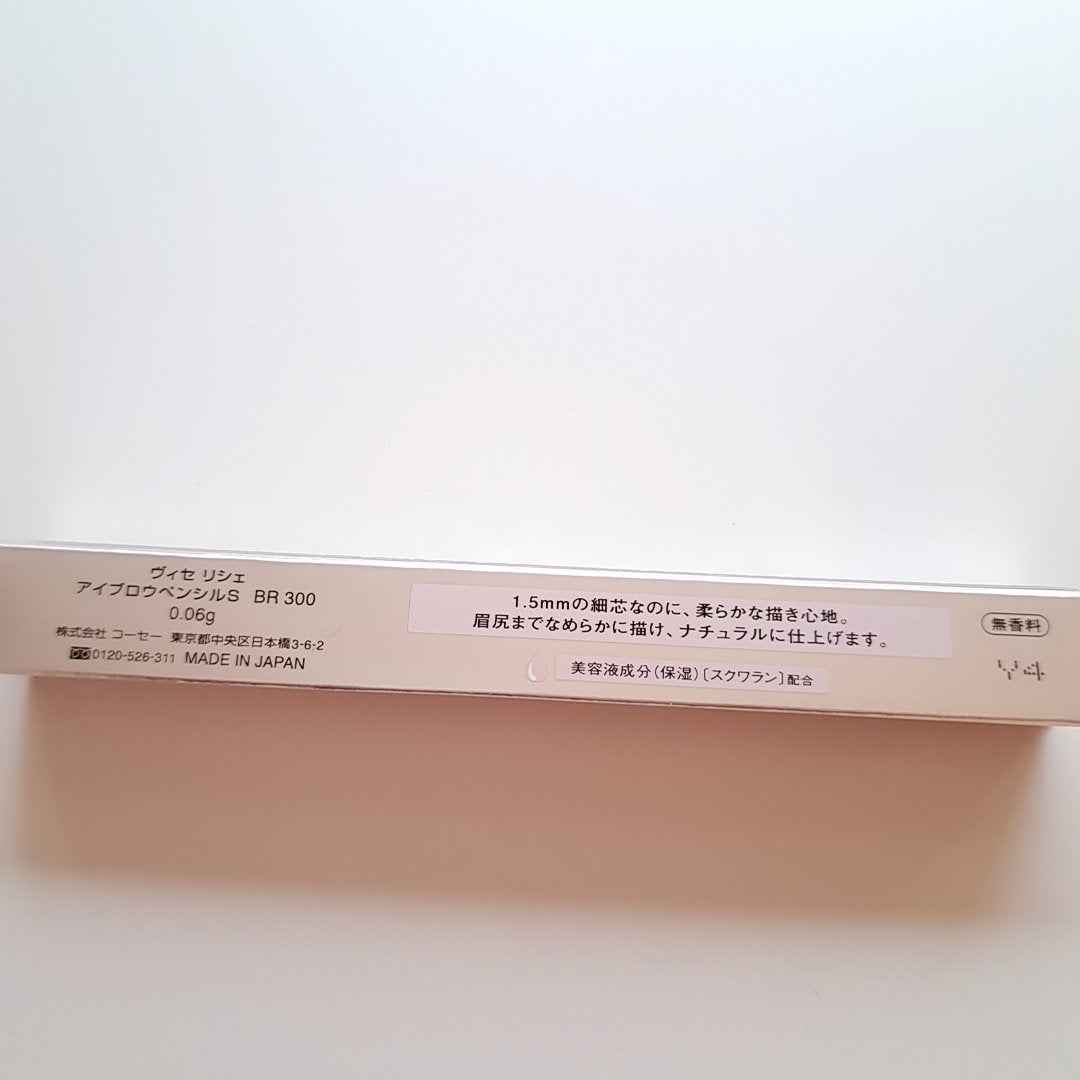 ヴィセ リシェ
アイブロウペンシルS BR 300
0.06g
株式会社 コーセー 東京都中央区日本橋3-6-2
0120-526-311 MADE IN JAPAN
1.5mmの細芯なのに、柔らかな描き心地。
眉尻までなめらかに描け、ナチュラルに仕上げます。
美容液成分(保湿)〔スクワラン〕配合
無香料
Y4